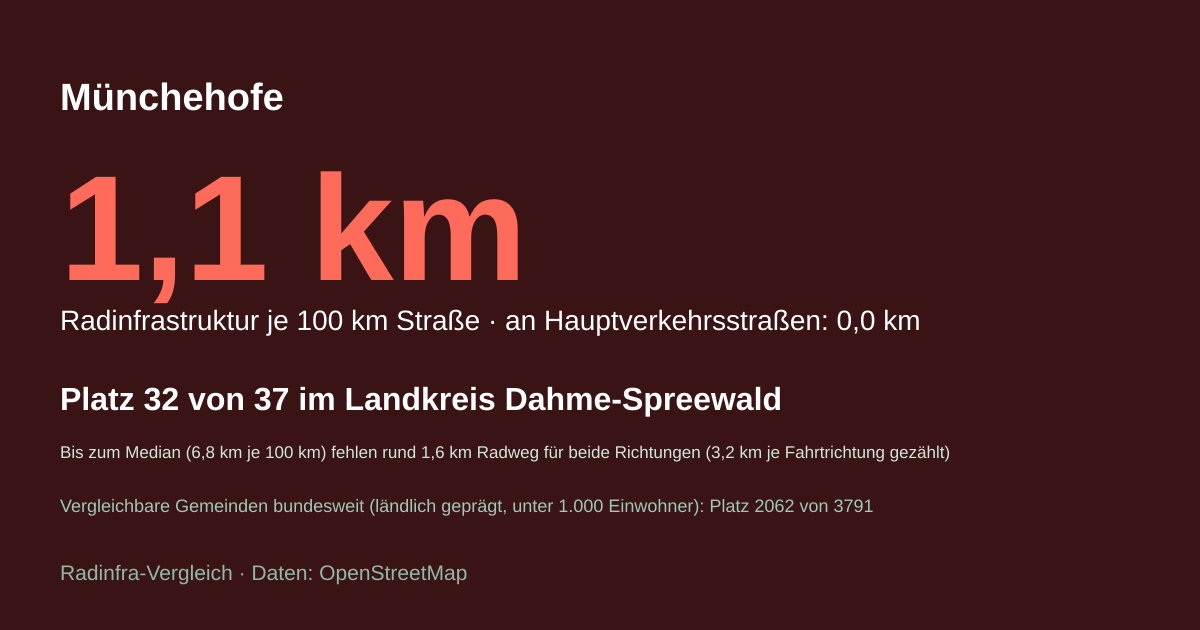 Münchehofe
1,1 km
Radinfrastruktur je 100 km Straße · an Hauptverkehrsstraßen: 0,0 km
Platz 32 von 37 im Landkreis Dahme-Spreewald
Bis zum Median (6,8 km je 100 km) fehlen rund 1,6 km Radweg für beide Richtungen (3,2 km je Fahrtrichtung gezählt)
Vergleichbare Gemeinden bundesweit (ländlich geprägt, unter 1.000 Einwohner): Platz 2062 von 3791
Radinfra-Vergleich · Daten: OpenStreetMap